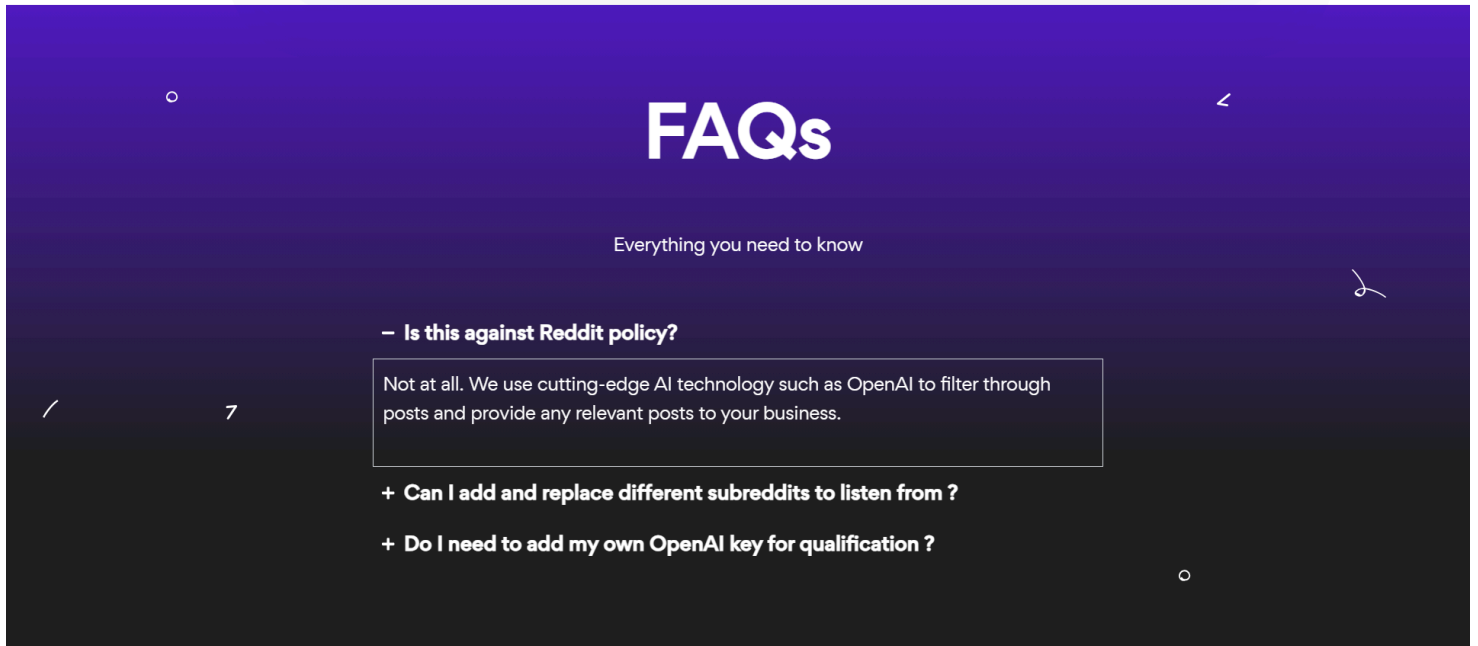 FAQs
Everything you need to know
− Is this against Reddit policy?
Not at all. We use cutting-edge AI technology such as OpenAI to filter through
posts and provide any relevant posts to your business.
+ Can I add and replace different subreddits to listen from ?
+ Do I need to add my own OpenAI key for qualification ?